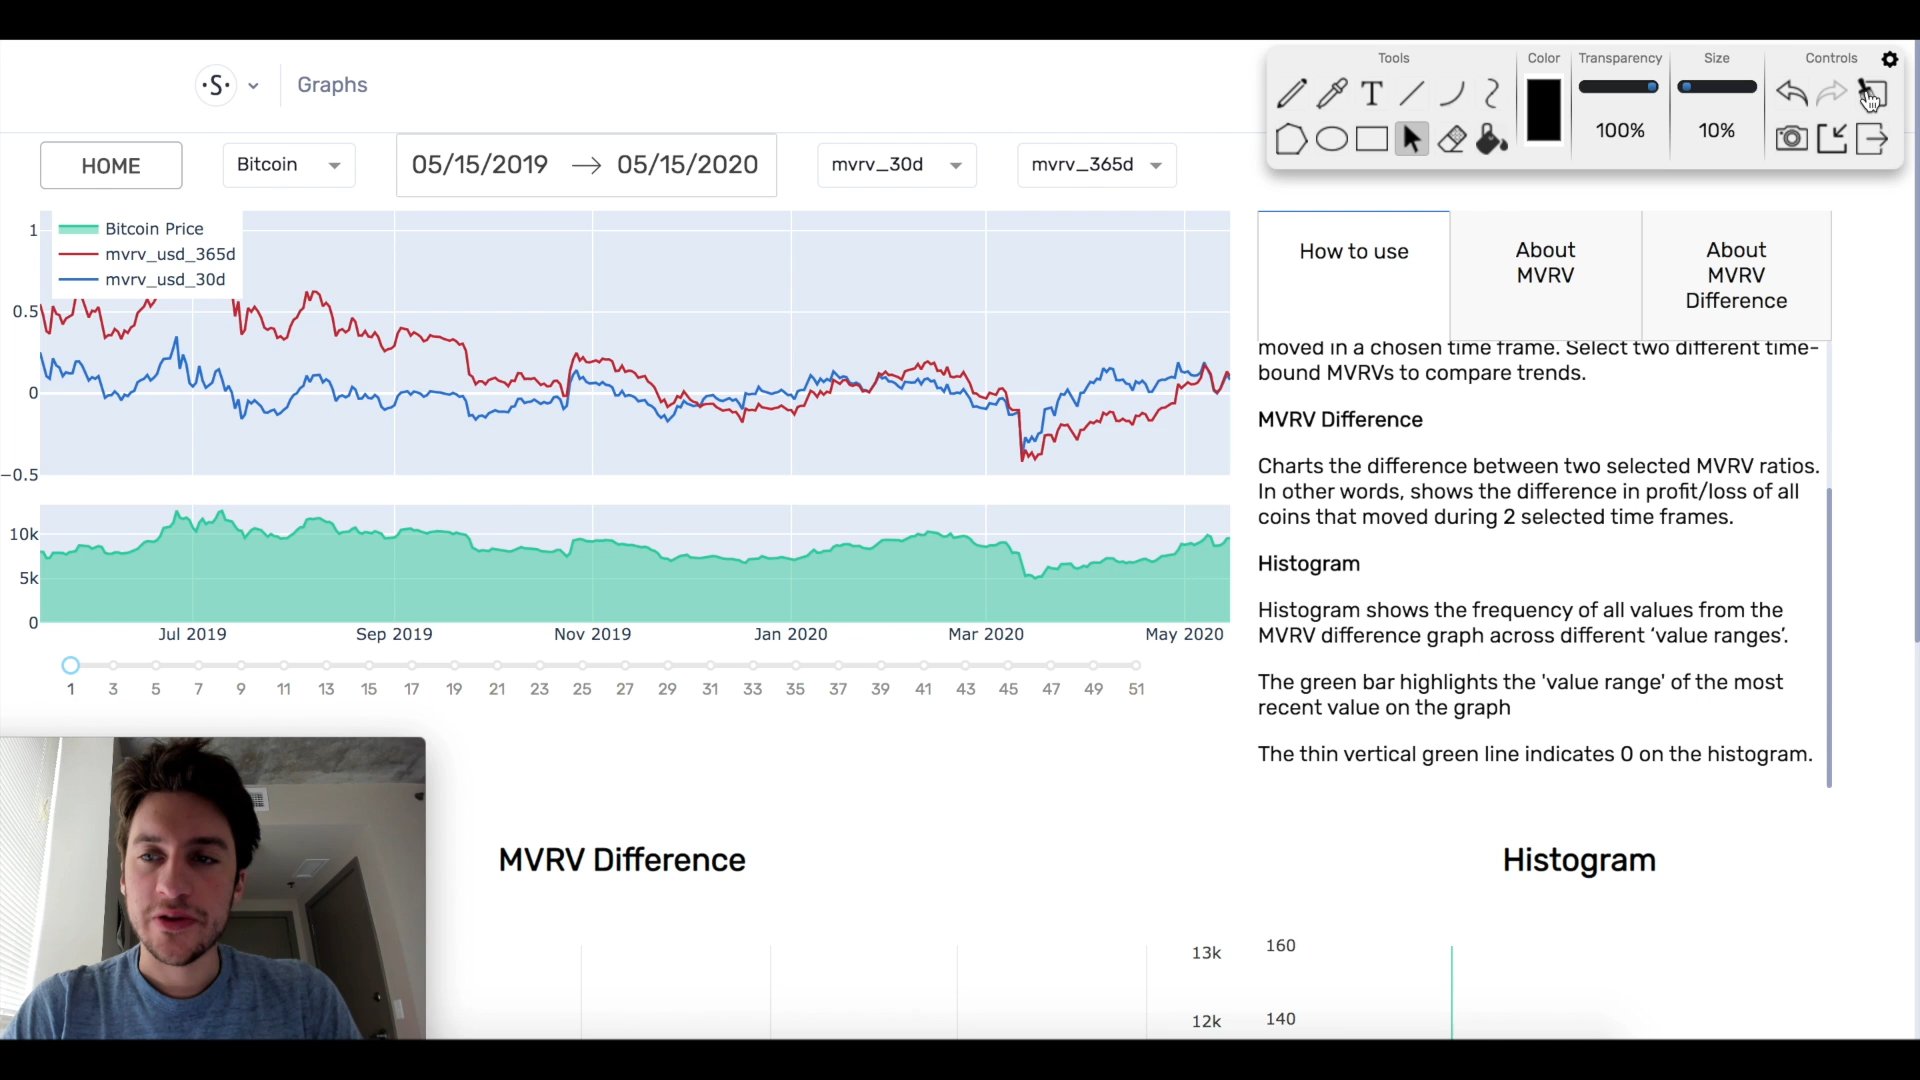 Tools
Color
Transparency
Size
Controls
100%
10%
·S·
Graphs
HOME
Bitcoin
05/15/2019 → 05/15/2020
mvrv_30d
mvrv_365d
Bitcoin Price
mvrv_usd_365d
mvrv_usd_30d
1
0.5
0
−0.5
10k
5k
0
Jul 2019
Sep 2019
Nov 2019
Jan 2020
Mar 2020
May 2020
1 3 5 7 9 11 13 15 17 19 21 23 25 27 29 31 33 35 37 39 41 43 45 47 49 51
How to use
About
MVRV
About
MVRV
Difference
moved in a chosen time frame. Select two different time-
bound MVRVs to compare trends.
MVRV Difference
Charts the difference between two selected MVRV ratios.
In other words, shows the difference in profit/loss of all
coins that moved during 2 selected time frames.
Histogram
Histogram shows the frequency of all values from the
MVRV difference graph across different ‘value ranges’.
The green bar highlights the 'value range' of the most
recent value on the graph
The thin vertical green line indicates 0 on the histogram.
MVRV Difference
13k
12k
Histogram
160
140